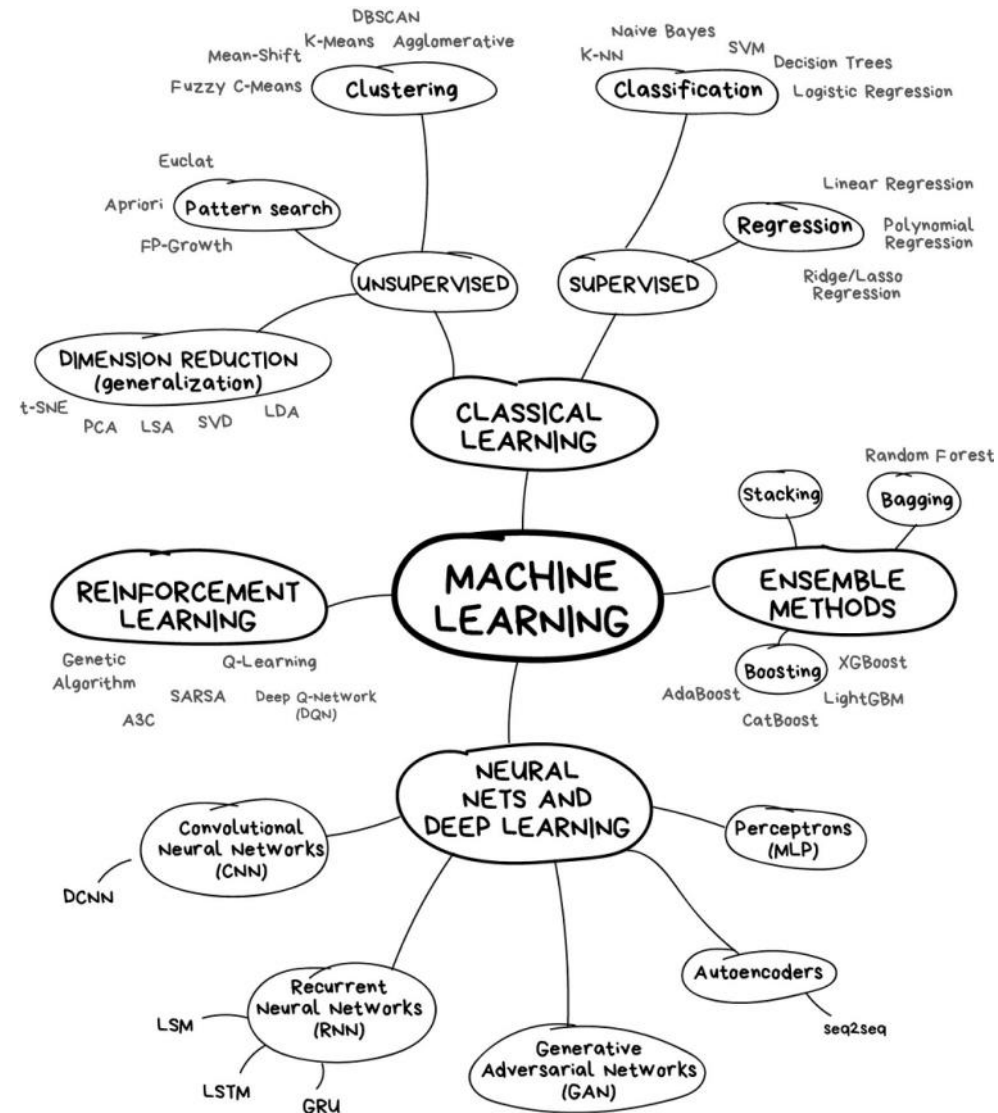 DBSCAN
K-Means
Agglomerative
Mean-Shift
Fuzzy C-Means
Clustering
Naive Bayes
K-NN
SVM
Decision Trees
Classification
Logistic Regression
Euclat
Apriori
Pattern search
FP-Growth
Linear Regression
Regression
Polynomial
Regression
Ridge/Lasso
Regression
UNSUPERVISED
SUPERVISED
DIMENSION REDUCTION
(generalization)
t-SNE
PCA
LSA
SVD
LDA
CLASSICAL
LEARNING
Random Forest
Stacking
Bagging
REINFORCEMENT
LEARNING
MACHINE
LEARNING
ENSEMBLE
METHODS
Genetic
Algorithm
Q-Learning
SARSA
Deep Q-Network
(DQN)
A3C
Boosting
XGBoost
AdaBoost
LightGBM
CatBoost
NEURAL
NETS AND
DEEP LEARNING
Convolutional
Neural Networks
(CNN)
DCNN
Perceptrons
(MLP)
Autoencoders
seq2seq
Recurrent
Neural Networks
(RNN)
LSM
LSTM
GRU
Generative
Adversarial Networks
(GAN)